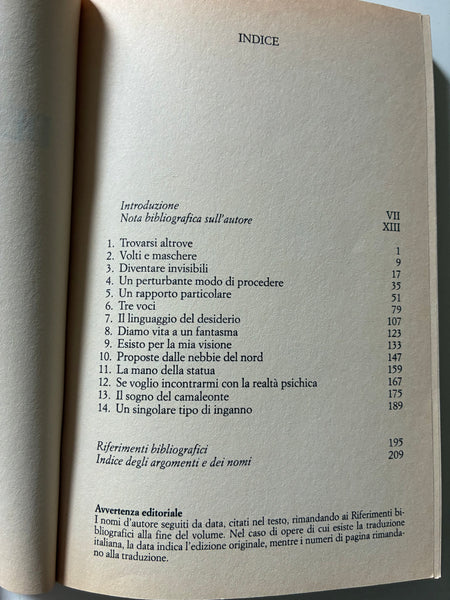 INDICE
Introduzione VII
Nota bibliografica sull'autore XIII
1. Trovarsi altrove 1
2. Volti e maschere 9
3. Diventare invisibili 17
4. Un perturbante modo di procedere 35
5. Un rapporto particolare 51
6. Tre voci 79
7. Il linguaggio del desiderio 107
8. Diamo vita a un fantasma 123
9. Esisto per la mia visione 133
10. Proposte dalle nebbie del nord 147
11. La mano della statua 159
12. Se voglio incontrarmi con la realtà psichica 167
13. Il sogno del camaleonte 175
14. Un singolare tipo di inganno 189
Riferimenti bibliografici 195
Indice degli argomenti e dei nomi 209
Avvertenza editoriale
I nomi d'autore seguiti da data, citati nel testo, rimandando ai Riferimenti bi-
bliografici alla fine del volume. Nel caso di opere di cui esiste la traduzione
italiana, la data indica l'edizione originale, mentre i numeri di pagina rimanda-
no alla traduzione.